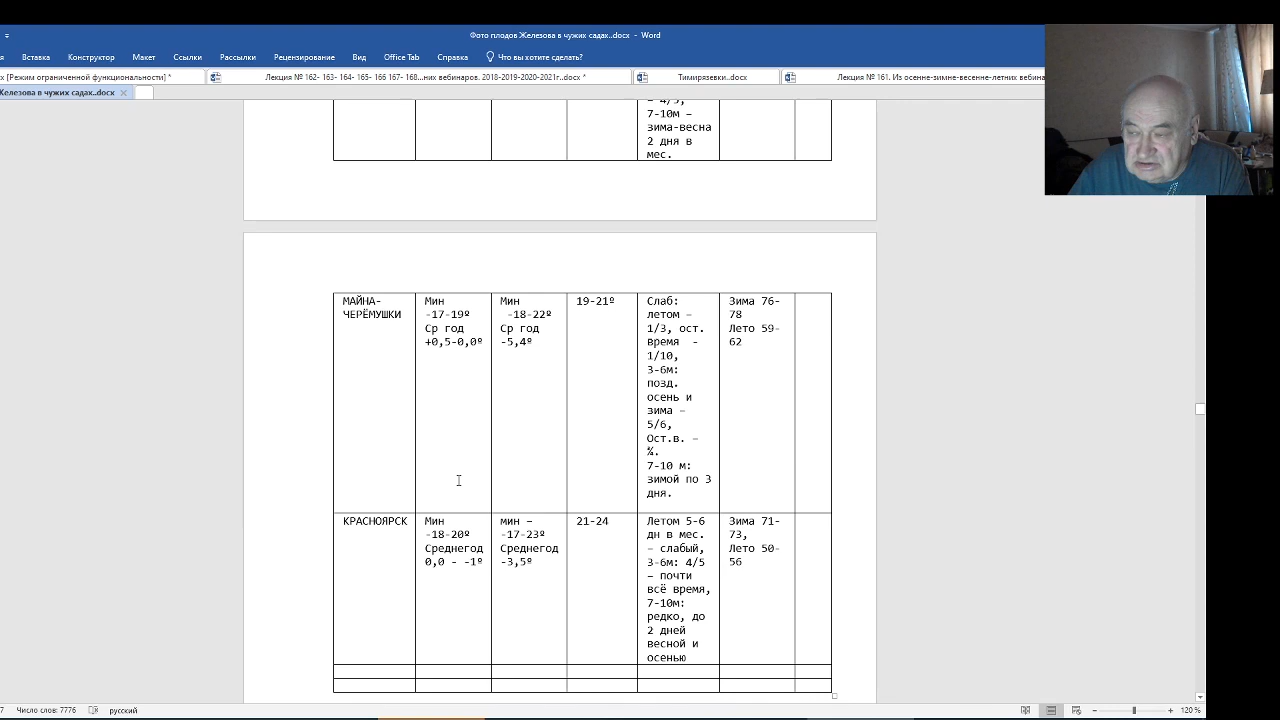 Фото плодов Железова в чужих садах..docx - Word
Вставка Конструктор Макет Ссылки Рассылки Рецензирование Вид Office Tab Справка Что вы хотите сделать?
[Режим ограниченной функциональности] * Лекция № 162- 163- 164- 165- 166 167- 168...них вебинаров. 2018-2019-2020-2021г..docx * Тимирязевки..docx Лекция № 161. Из осенне-зимне-весенне-летних
Железова в чужих садах..docx
– 4/5,
7-10м –
зима-весна
2 дня в
мес.
МАЙНА-
ЧЕРЁМУШКИ
Мин
-17-19º
Ср год
+0,5-0,0º
Мин
-18-22º
Ср год
-5,4º
19-21º
Слаб:
летом –
1/3, ост.
время -
1/10,
3-6м:
позд.
осень и
зима –
5/6,
Ост.в. –
¾.
7-10 м:
зимой по 3
дня.
Зима 76-
78
Лето 59-
62
КРАСНОЯРСК
Мин
-18-20º
Среднегод
0,0 - -1º
мин –
-17-23º
Среднегод
-3,5º
21-24
Летом 5-6
дн в мес.
– слабый,
3-6м: 4/5
– почти
всё время,
7-10м:
редко, до
2 дней
весной и
осенью
Зима 71-
73,
Лето 50-
56
7 Число слов: 7776 русский 120 %